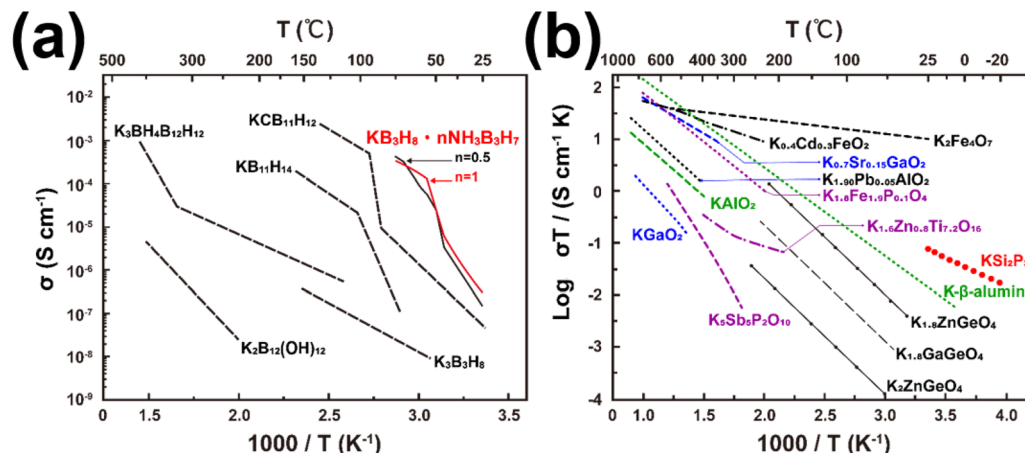 (a)
T (℃)
500 400 300 200 150 100 50 25
10⁻²
10⁻³
10⁻⁴
10⁻⁵
10⁻⁶
10⁻⁷
10⁻⁸
10⁻⁹
σ (S cm⁻¹)
K₃BH₄B₁₂H₁₂
KCB₁₁H₁₂
KB₃H₈・nNH₃B₃H₇
n=0.5
n=1
KB₁₁H₁₄
K₂B₁₂(OH)₁₂
K₃B₃H₈
0 1.5 2.0 2.5 3.0 3.5
1000 / T (K⁻¹)
(b)
T (℃)
1000 600 400 300 200 100 25 0 -20
2
1
0
-1
-2
-3
-4
Log σT / (S cm⁻¹ K)
K₂Fe₄O₇
K₀.₄Cd₀.₃FeO₂
K₀.₇Sr₀.₁₅GaO₂
K₁.₉₀Pb₀.₀₅AlO₂
KAlO₂
K₁.₈Fe₁.₉P₀.₁O₄
KGaO₂
K₁.₆Zn₀.₈Ti₇.₂O₁₆
KSi₂P₃
K-β-alumin
K₅Sb₅P₂O₁₀
K₁.₈ZnGeO₄
K₁.₈GaGeO₄
K₂ZnGeO₄
0 1.0 1.5 2.0 2.5 3.0 3.5 4.0
1000 / T (K⁻¹)